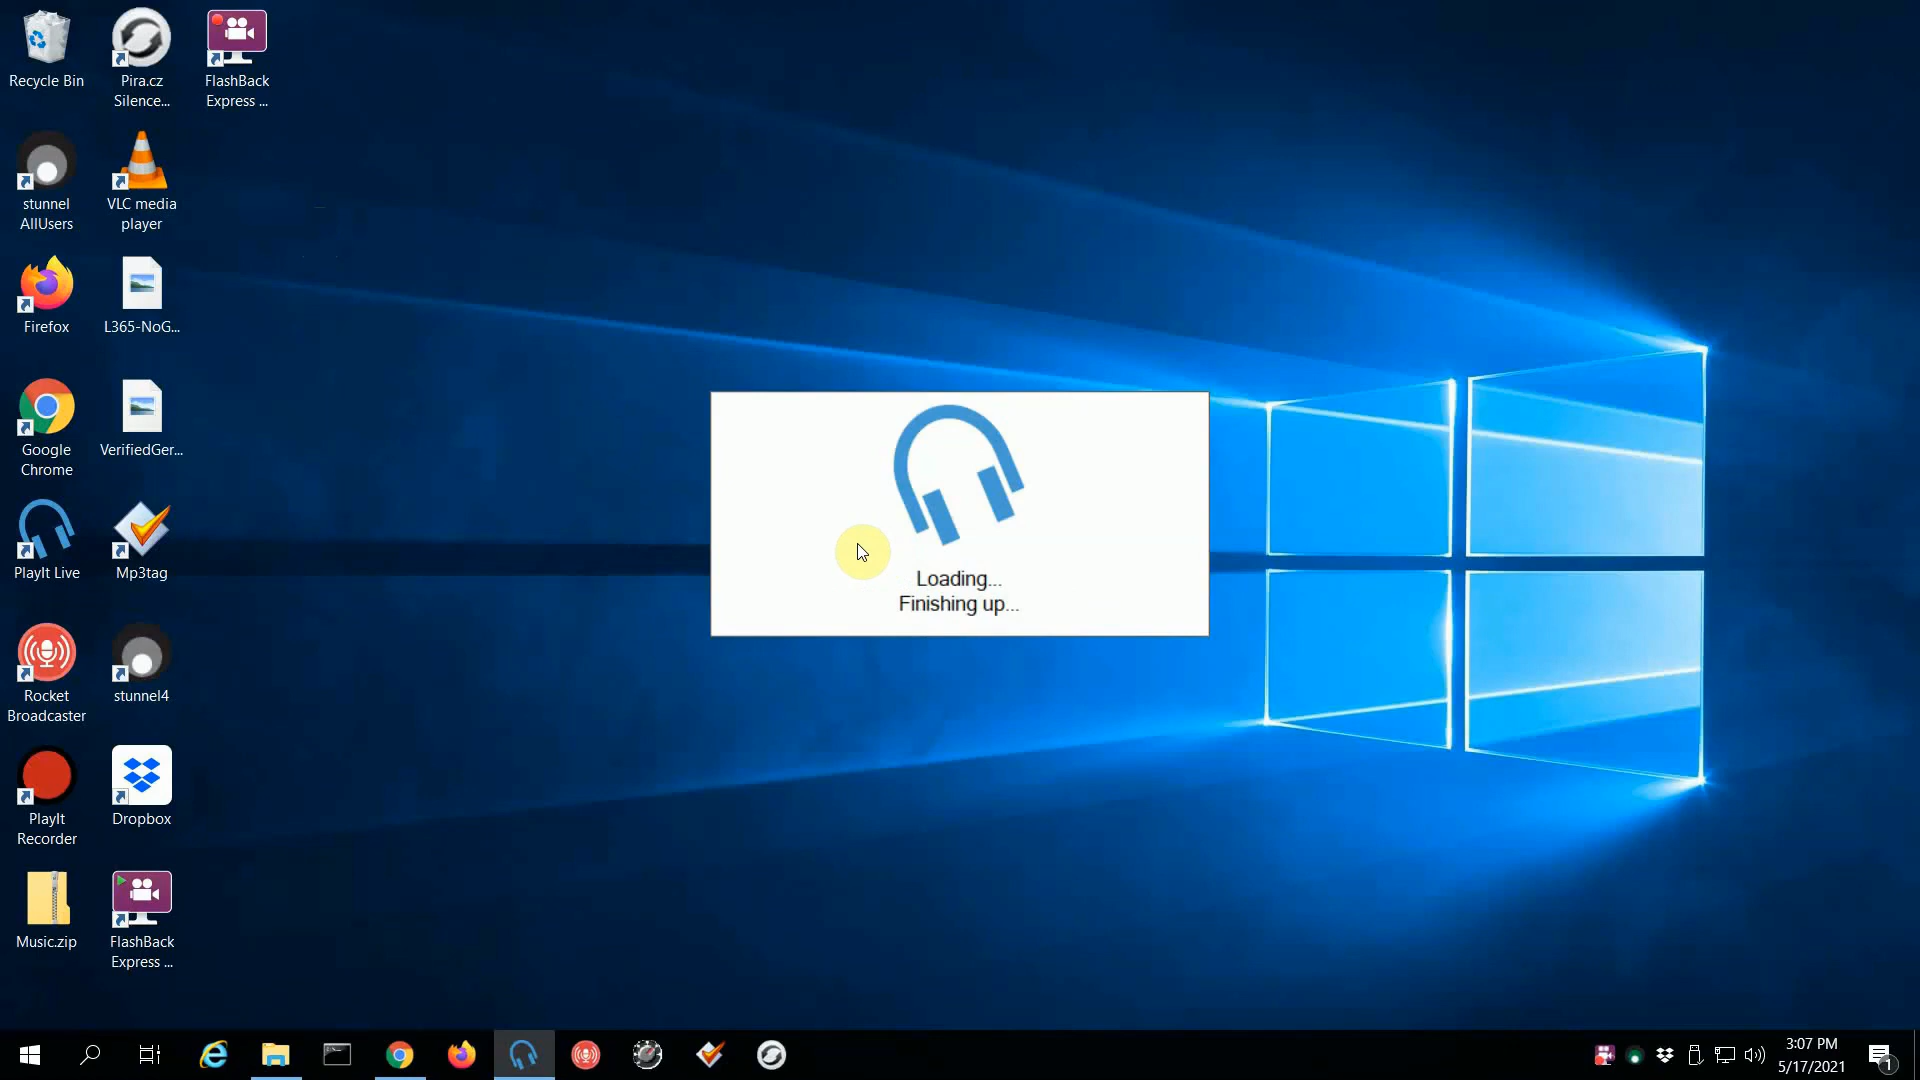 Recycle Bin
Pira.cz
Silence...
FlashBack
Express ...
stunnel
AllUsers
VLC media
player
Firefox
L365-NoG...
Google
Chrome
VerifiedGer...
PlayIt Live
Mp3tag
Rocket
Broadcaster
stunnel4
PlayIt
Recorder
Dropbox
Music.zip
FlashBack
Express ...
Loading...
Finishing up...
3:07 PM
5/17/2021
1